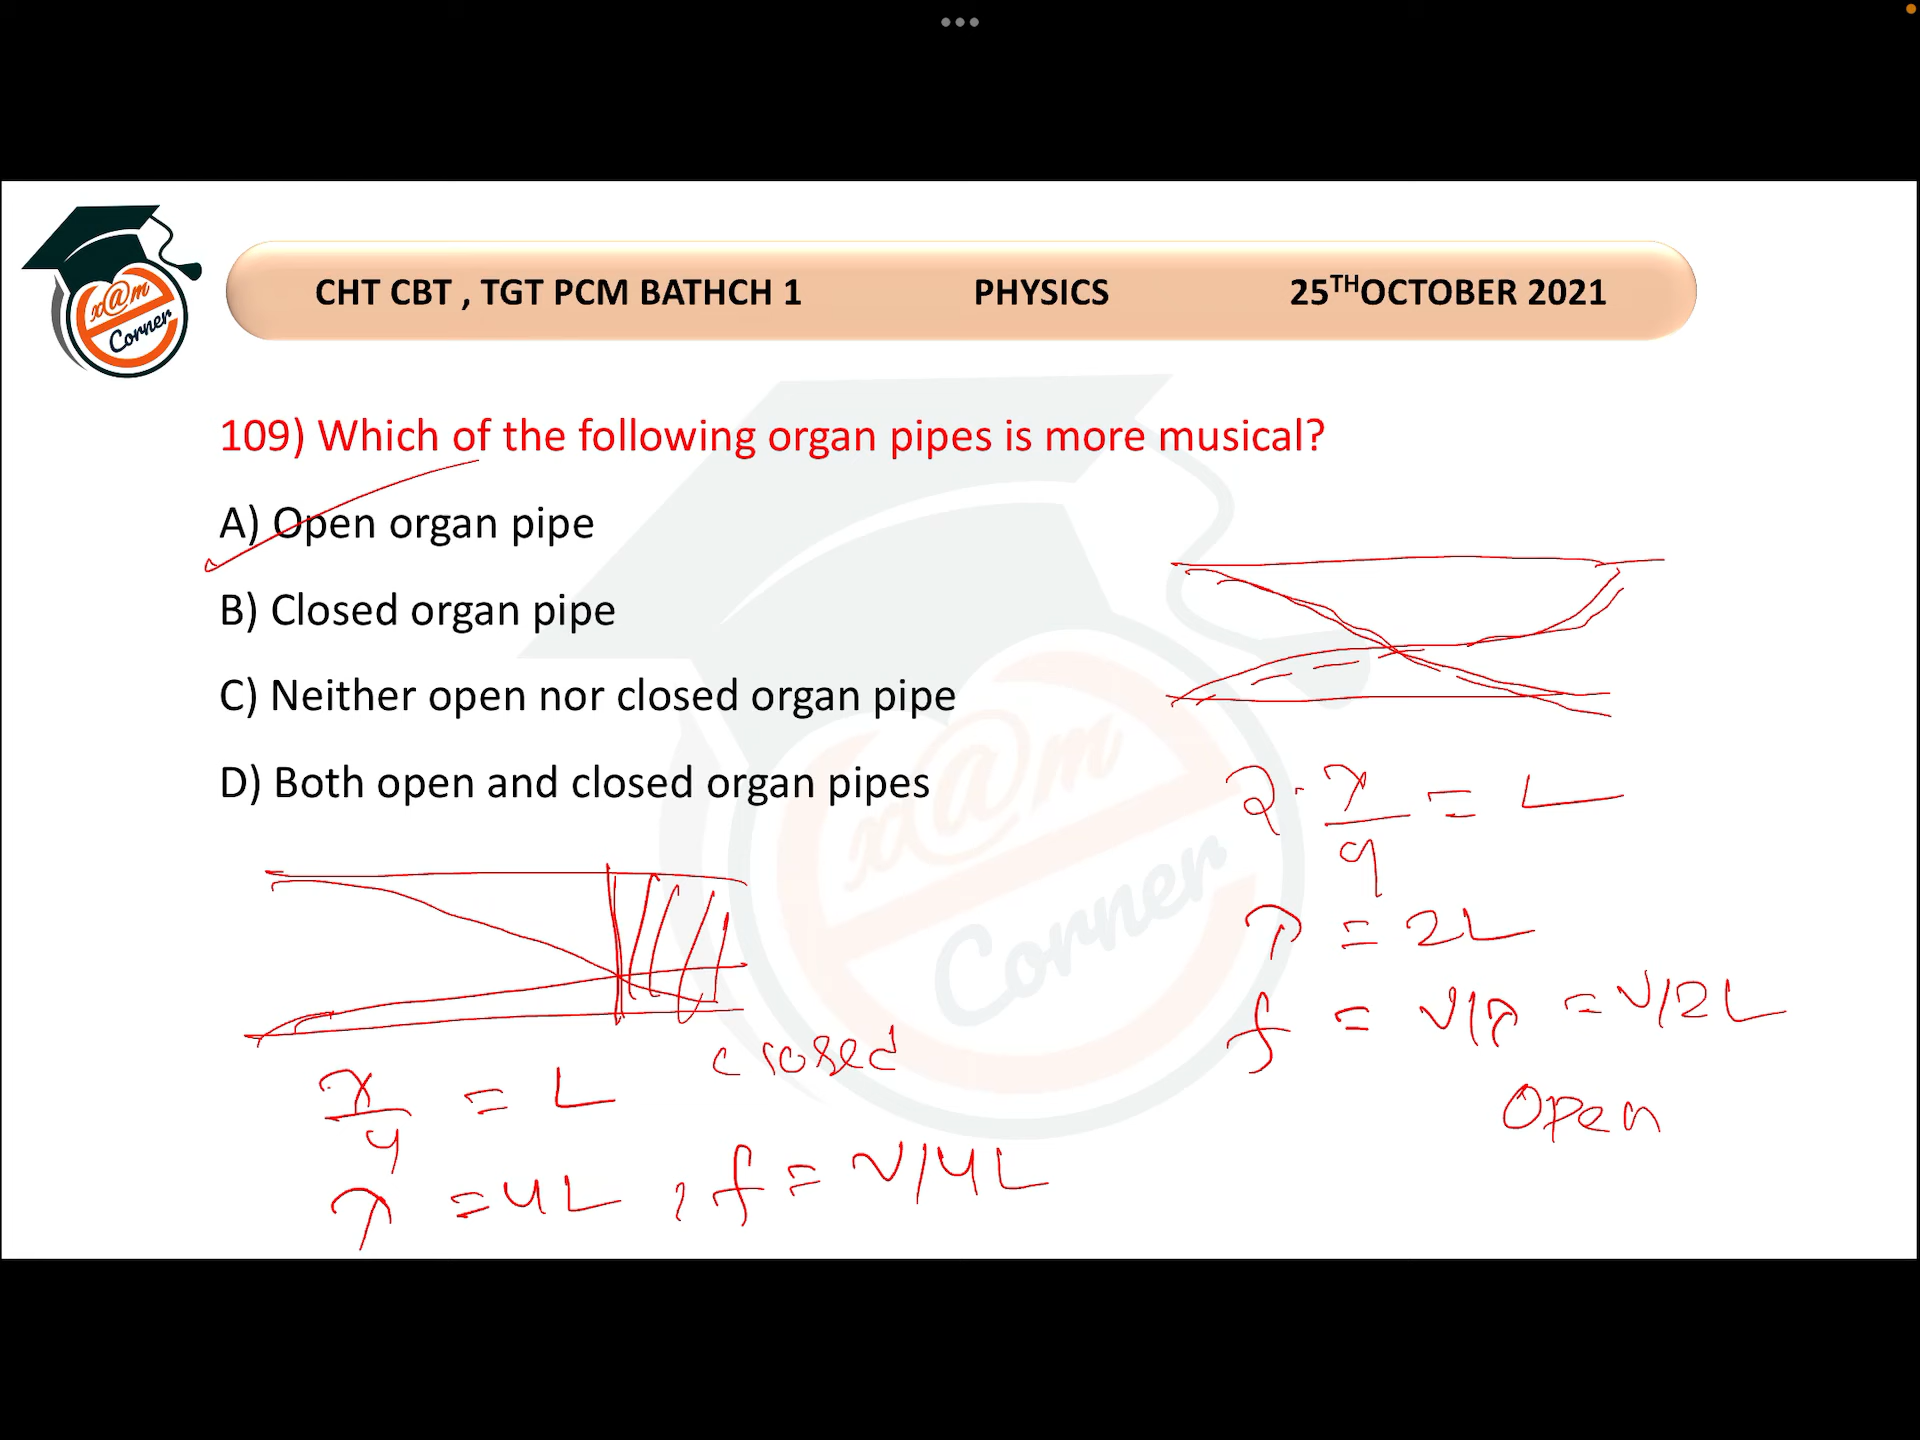 x@m
Corner
CHT CBT , TGT PCM BATHCH 1 PHYSICS 25THOCTOBER 2021
109) Which of the following organ pipes is more musical?
A) Open organ pipe
B) Closed organ pipe
C) Neither open nor closed organ pipe
D) Both open and closed organ pipes
x@m
Corner
2·λ/4 = L
λ = 2L
f = v/λ = v/2L
Open
closed
λ/4 = L
λ = 4L , f = v/4L